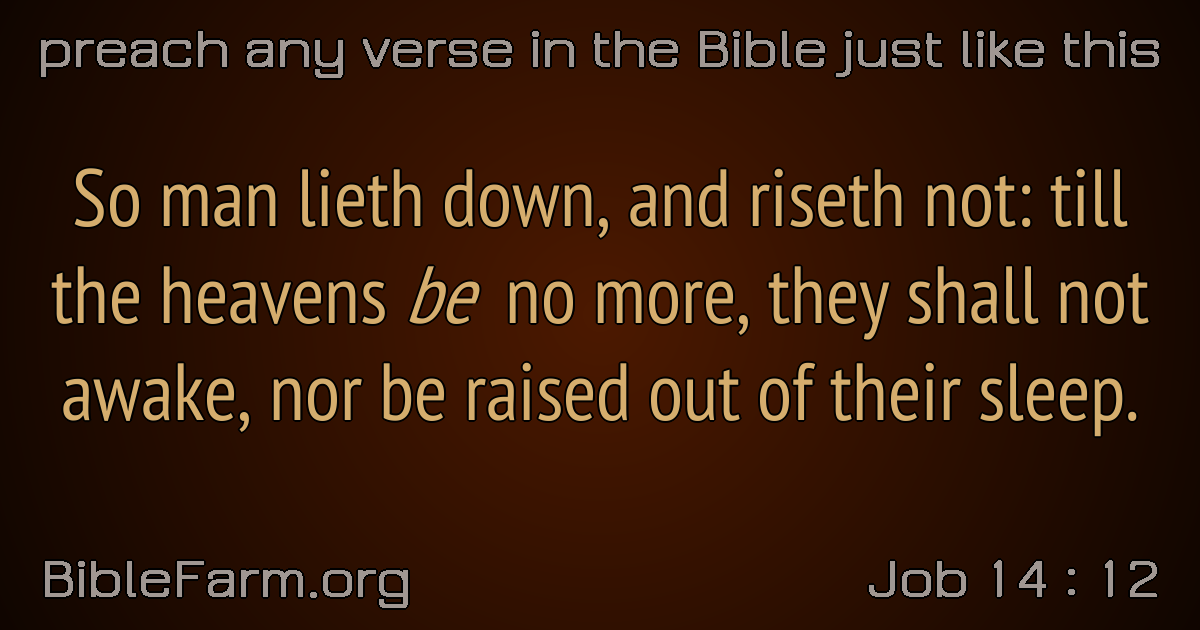 preach any verse in the Bible just like this
So man lieth down, and riseth not: till
the heavens be no more, they shall not
awake, nor be raised out of their sleep.
BibleFarm.org
Job 14 : 12